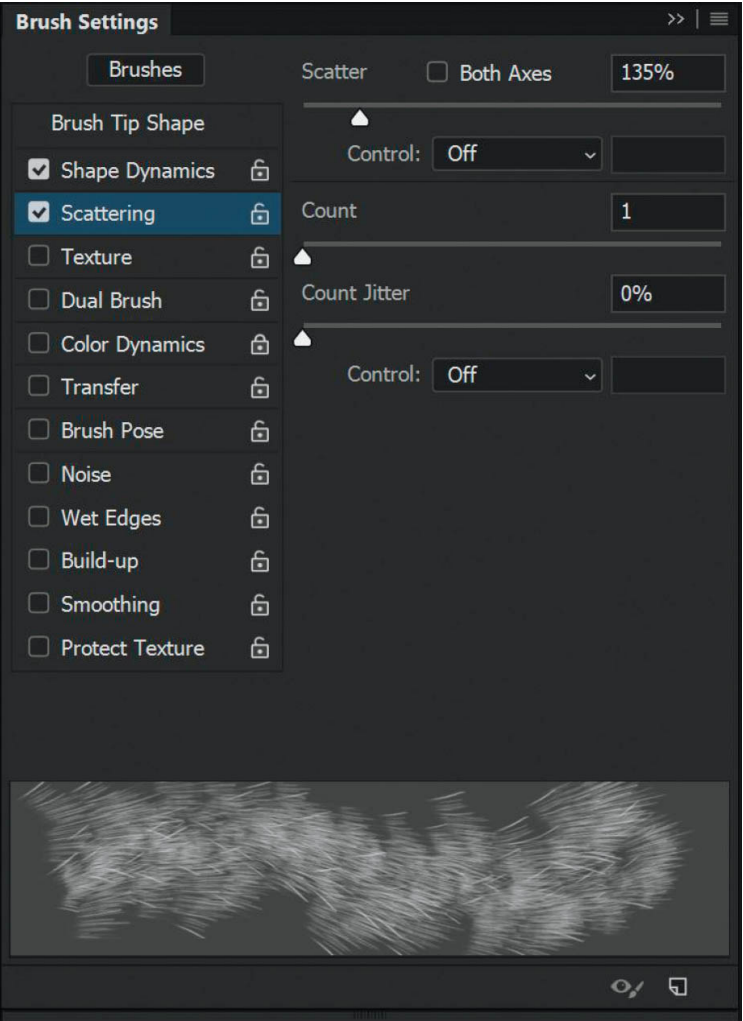 Brush Settings
Brushes
Brush Tip Shape
Shape Dynamics
Scattering
Texture
Dual Brush
Color Dynamics
Transfer
Brush Pose
Noise
Wet Edges
Build-up
Smoothing
Protect Texture
Scatter Both Axes 135%
Control: Off
Count 1
Count Jitter 0%
Control: Off